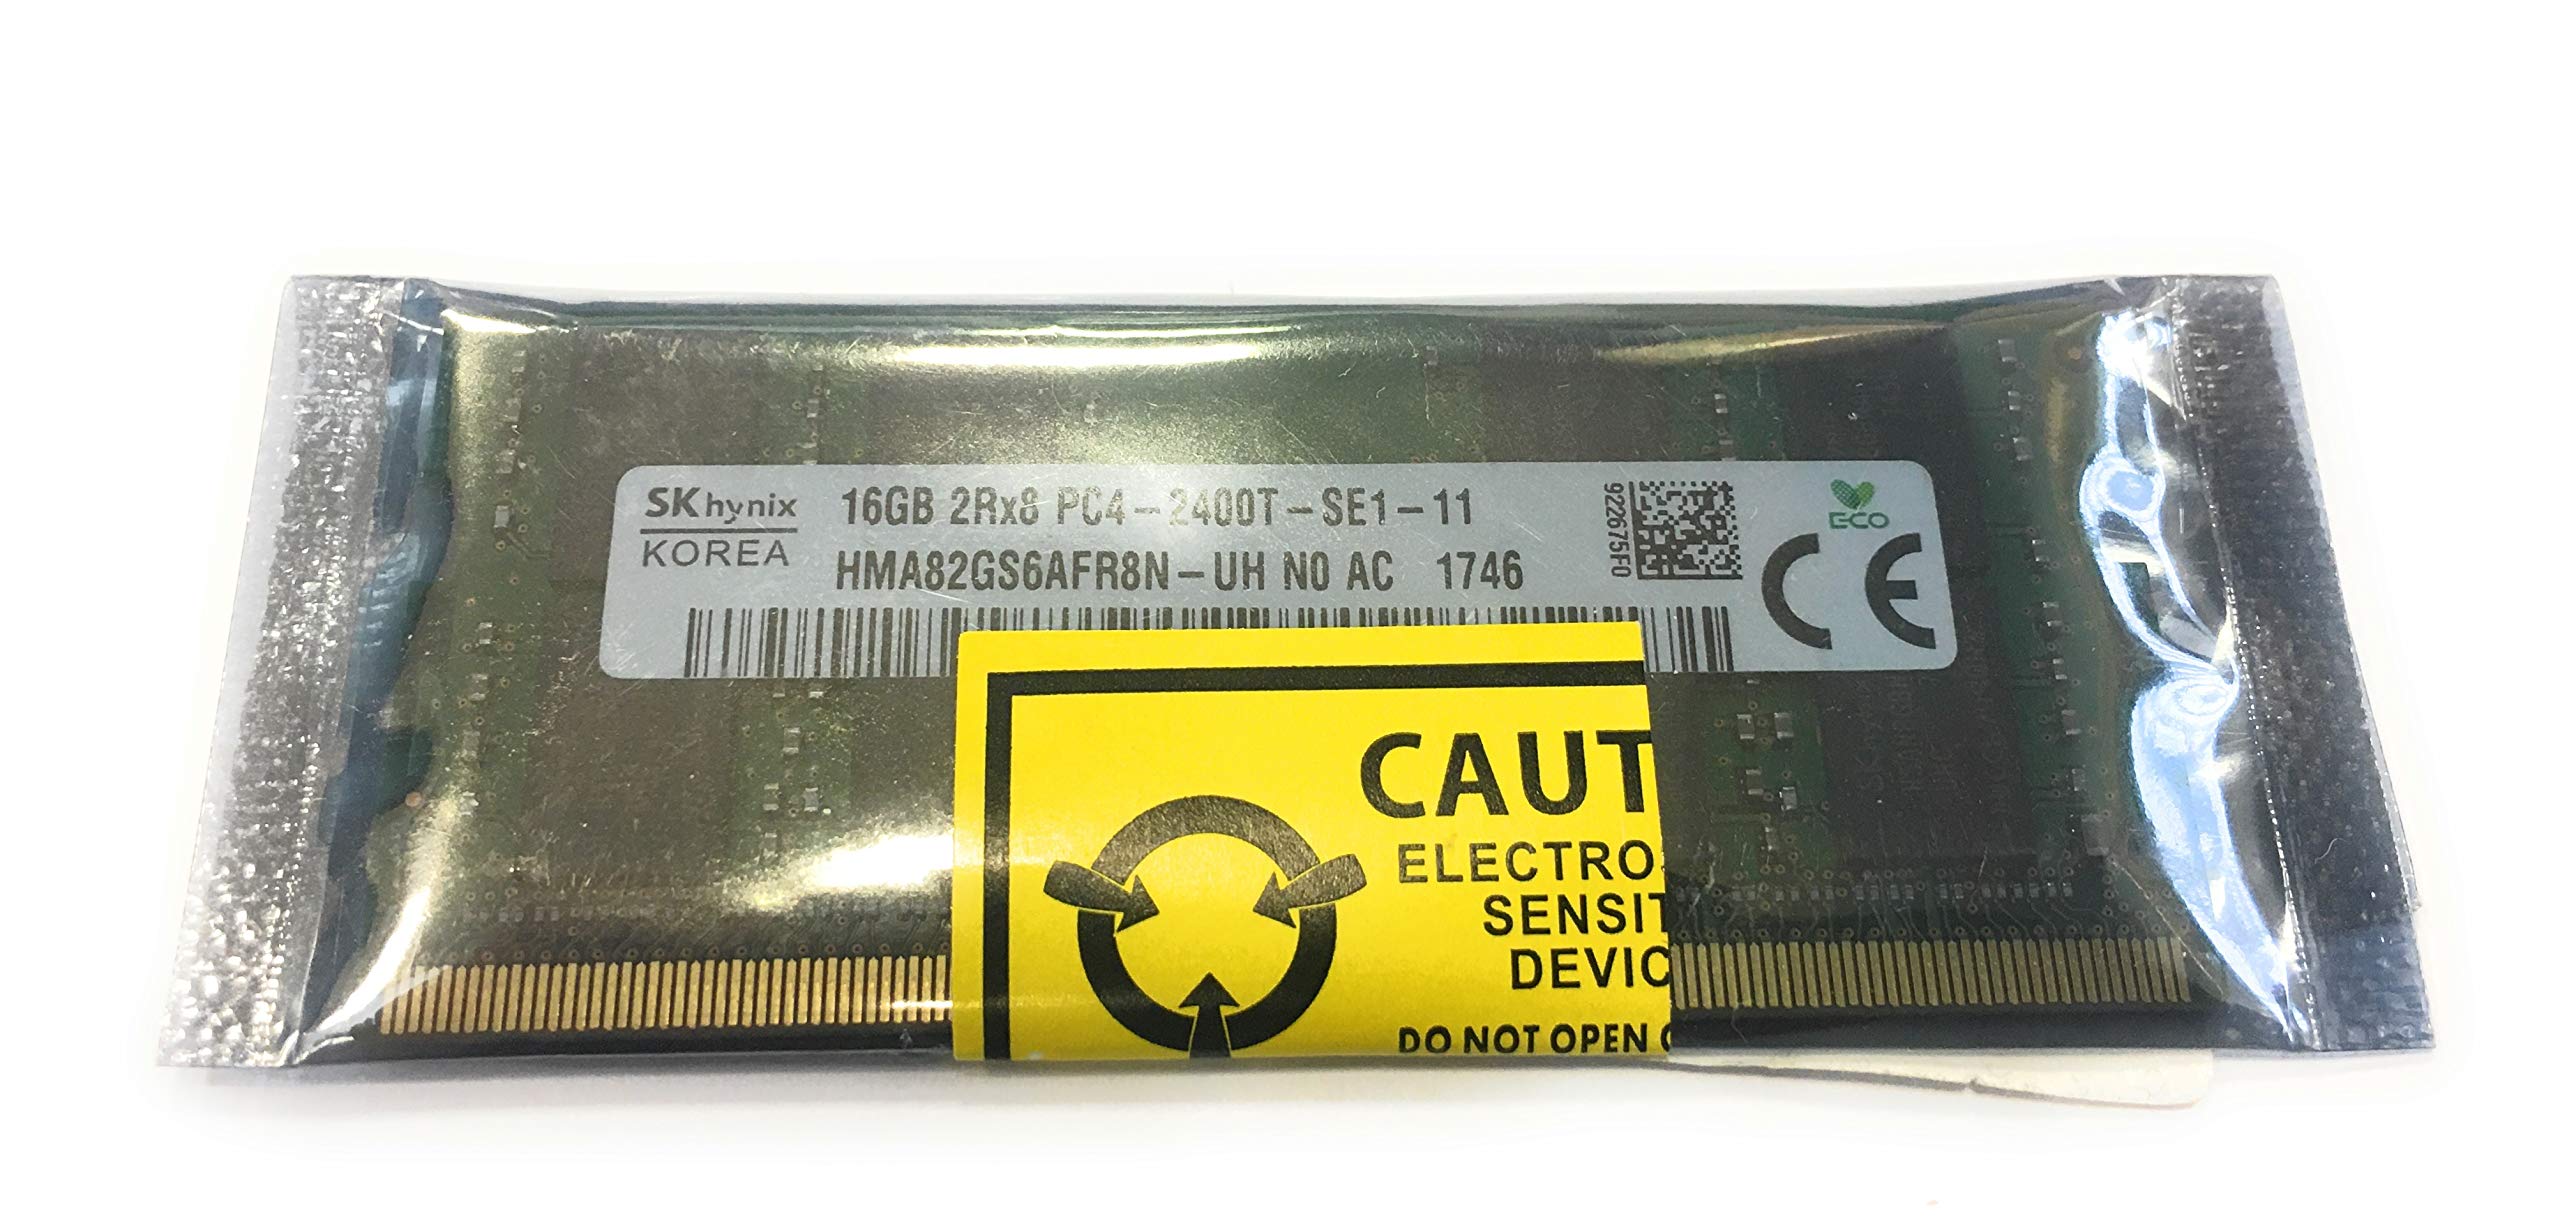 SK hynix
KOREA
16GB 2Rx8 PC4-2400T-SE1-11
HMA82GS6AFR8N-UH N0 AC 1746
922675F0
ECO
CE
CAUT
ELECTRO
SENSIT
DEVIC
DO NOT OPEN